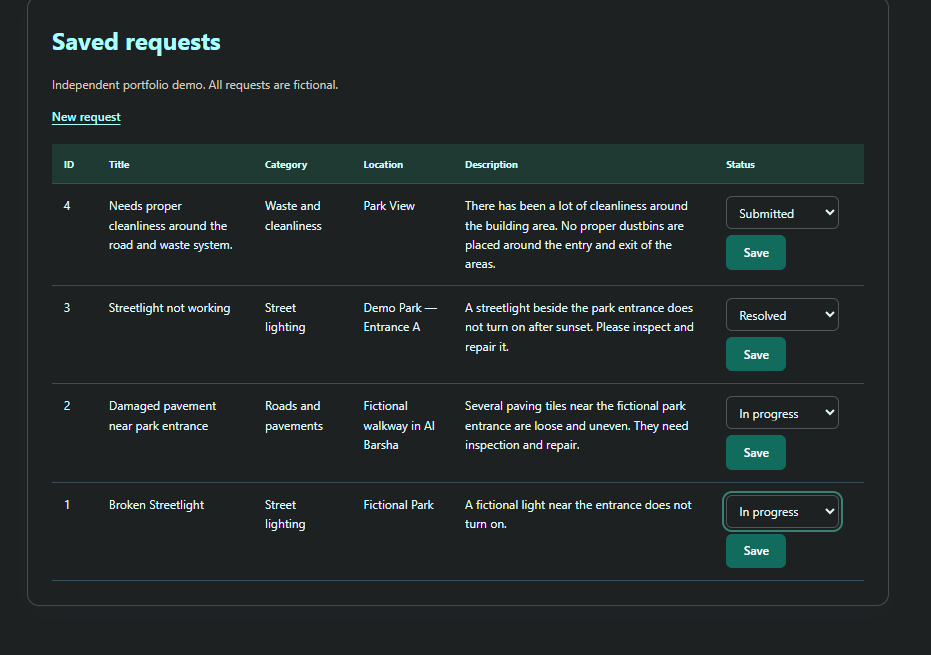 Saved requests
Independent portfolio demo. All requests are fictional.
New request
ID Title Category Location Description Status
4 Needs proper cleanliness around the road and waste system. Waste and cleanliness Park View There has been a lot of cleanliness around the building area. No proper dustbins are placed around the entry and exit of the areas. Submitted
Save
3 Streetlight not working Street lighting Demo Park — Entrance A A streetlight beside the park entrance does not turn on after sunset. Please inspect and repair it. Resolved
Save
2 Damaged pavement near park entrance Roads and pavements Fictional walkway in Al Barsha Several paving tiles near the fictional park entrance are loose and uneven. They need inspection and repair. In progress
Save
1 Broken Streetlight Street lighting Fictional Park A fictional light near the entrance does not turn on. In progress
Save